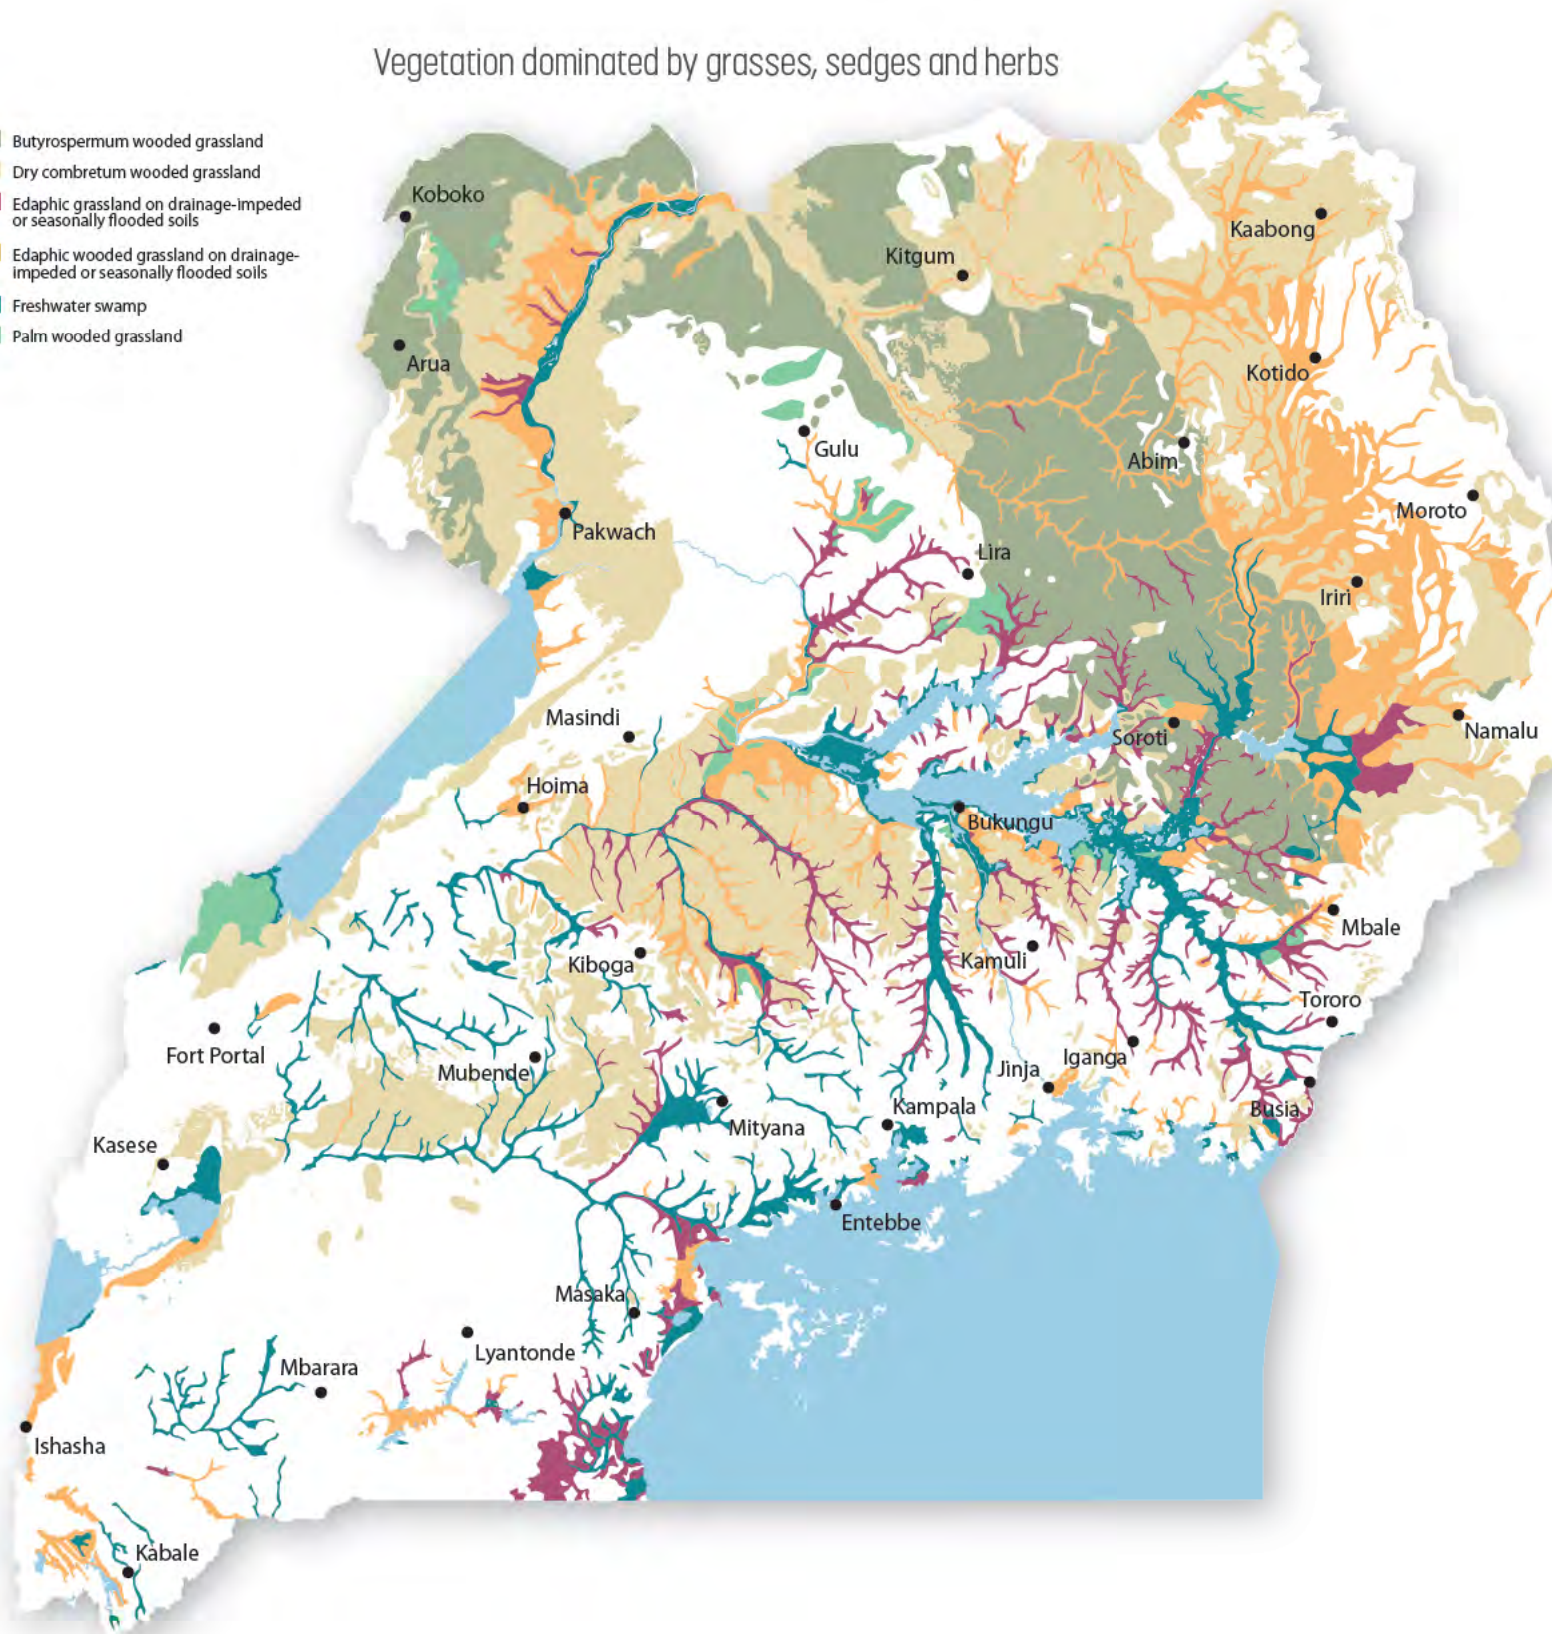 Vegetation dominated by grasses, sedges and herbs
Butyrospermum wooded grassland
Dry combretum wooded grassland
Edaphic grassland on drainage-impeded
or seasonally flooded soils
Edaphic wooded grassland on drainage-
impeded or seasonally flooded soils
Freshwater swamp
Palm wooded grassland
Koboko
Kaabong
Kitgum
Arua
Kotido
Gulu
Abim
Moroto
Pakwach
Lira
Iriri
Masindi
Soroti
Namalu
Hoima
Bukungu
Mbale
Kiboga
Kamuli
Tororo
Fort Portal
Mubende
Jinja
Iganga
Kampala
Busia
Mityana
Kasese
Entebbe
Masaka
Lyantonde
Mbarara
Ishasha
Kabale